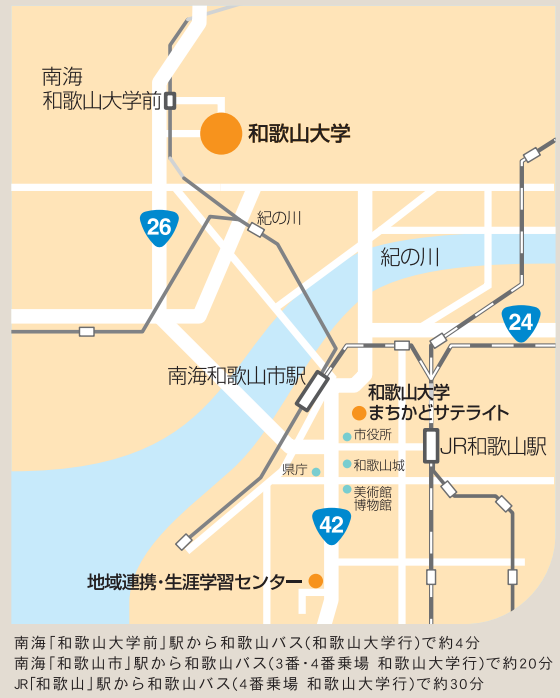 南海
和歌山大学前
和歌山大学
26
紀の川
紀の川
24
南海和歌山市駅
和歌山大学
まちかどサテライト
市役所
JR和歌山駅
県庁
和歌山城
美術館
博物館
42
地域連携・生涯学習センター
南海「和歌山大学前」駅から和歌山バス(和歌山大学行)で約4分
南海「和歌山市」駅から和歌山バス(3番・4番乗場 和歌山大学行)で約20分
JR「和歌山」駅から和歌山バス(4番乗場 和歌山大学行)で約30分